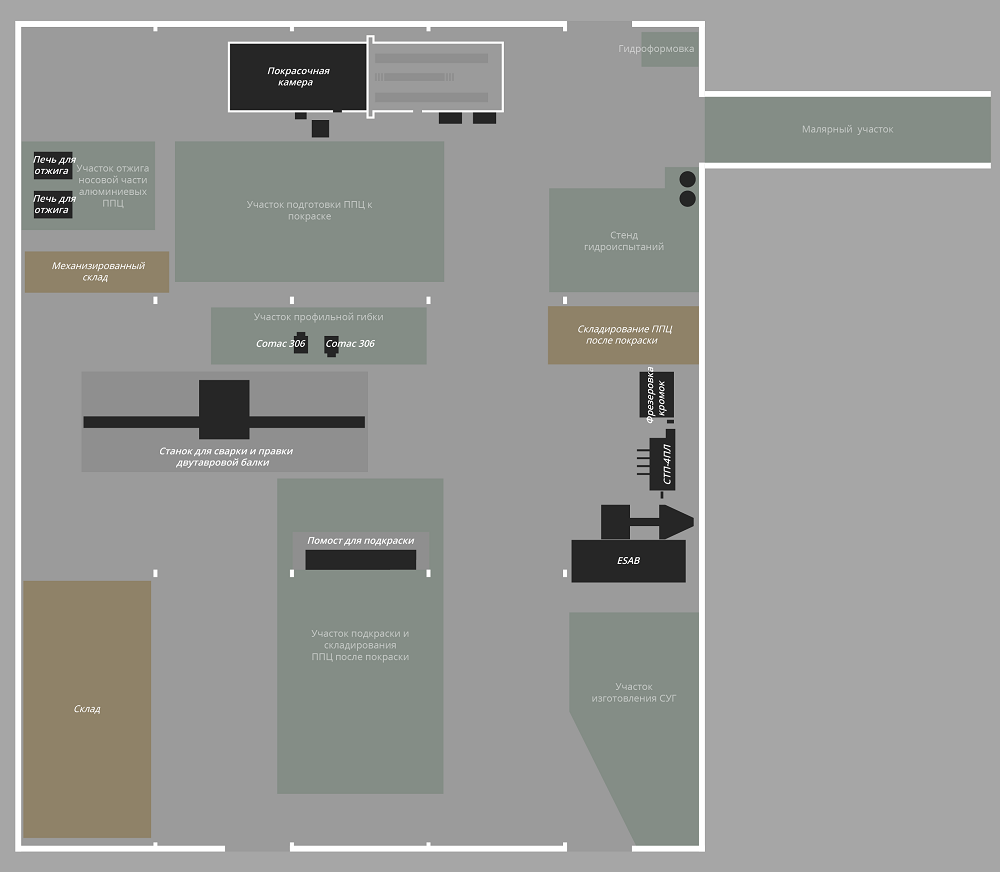 Гидроформовка
Покрасочная
камера
Малярный участок
Печь для
отжига
Участок отжига
носовой части
алюминиевых
ППЦ
Печь для
отжига
Участок подготовки ППЦ к
покраске
Стенд
гидроиспытаний
Механизированный
склад
Участок профильной гибки
Comac 306
Comac 306
Складирование ППЦ
после покраски
Фрезеровка
кромок
Станок для сварки и правки
двутавровой балки
СТП-4ПЛ
Помост для подкраски
ESAB
Участок подкраски и
складирования
ППЦ после покраски
Участок
изготовления СУГ
Склад